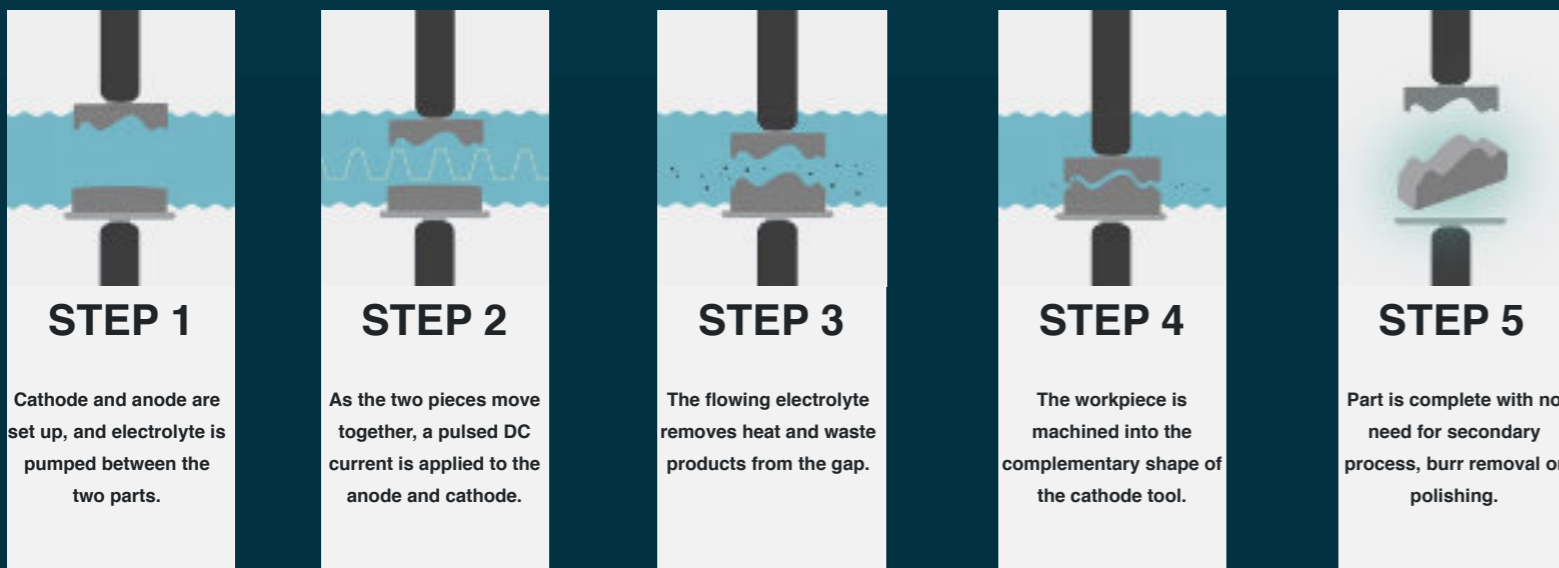 STEP 1
Cathode and anode are
set up, and electrolyte is
pumped between the
two parts.
STEP 2
As the two pieces move
together, a pulsed DC
current is applied to the
anode and cathode.
STEP 3
The flowing electrolyte
removes heat and waste
products from the gap.
STEP 4
The workpiece is
machined into the
complementary shape of
the cathode tool.
STEP 5
Part is complete with no
need for secondary
process, burr removal or
polishing.